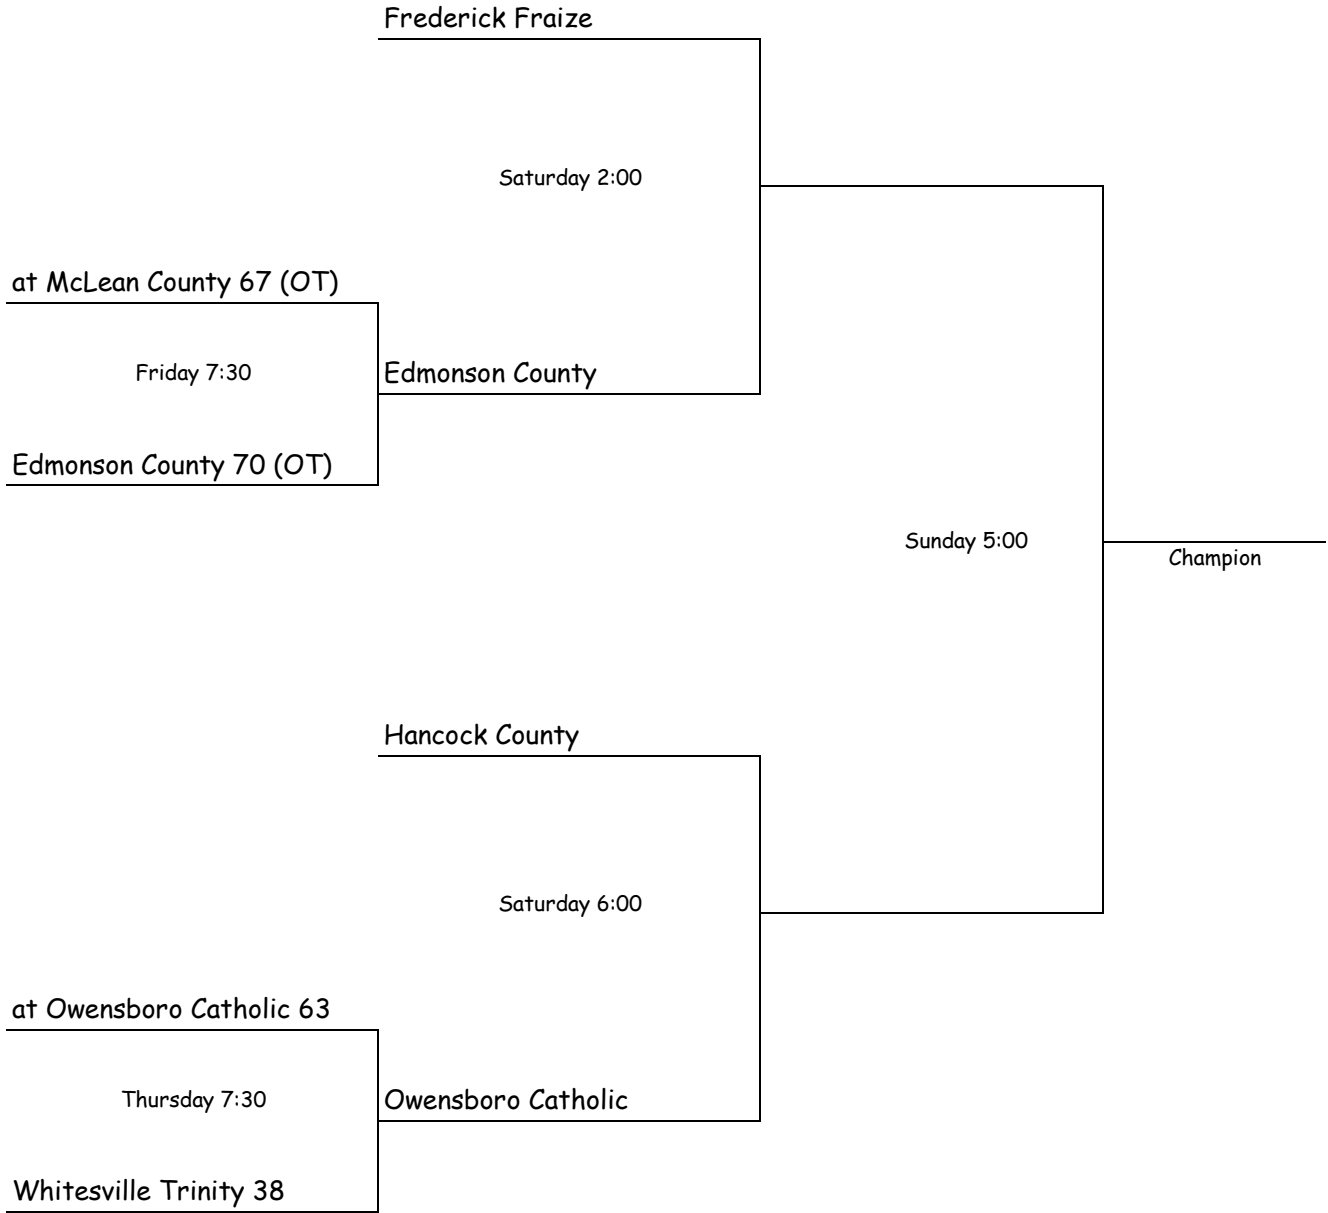 Frederick Fraize
Saturday 2:00
at McLean County 67 (OT)
Friday 7:30
Edmonson County
Edmonson County 70 (OT)
Sunday 5:00
Champion
Hancock County
Saturday 6:00
at Owensboro Catholic 63
Thursday 7:30
Owensboro Catholic
Whitesville Trinity 38